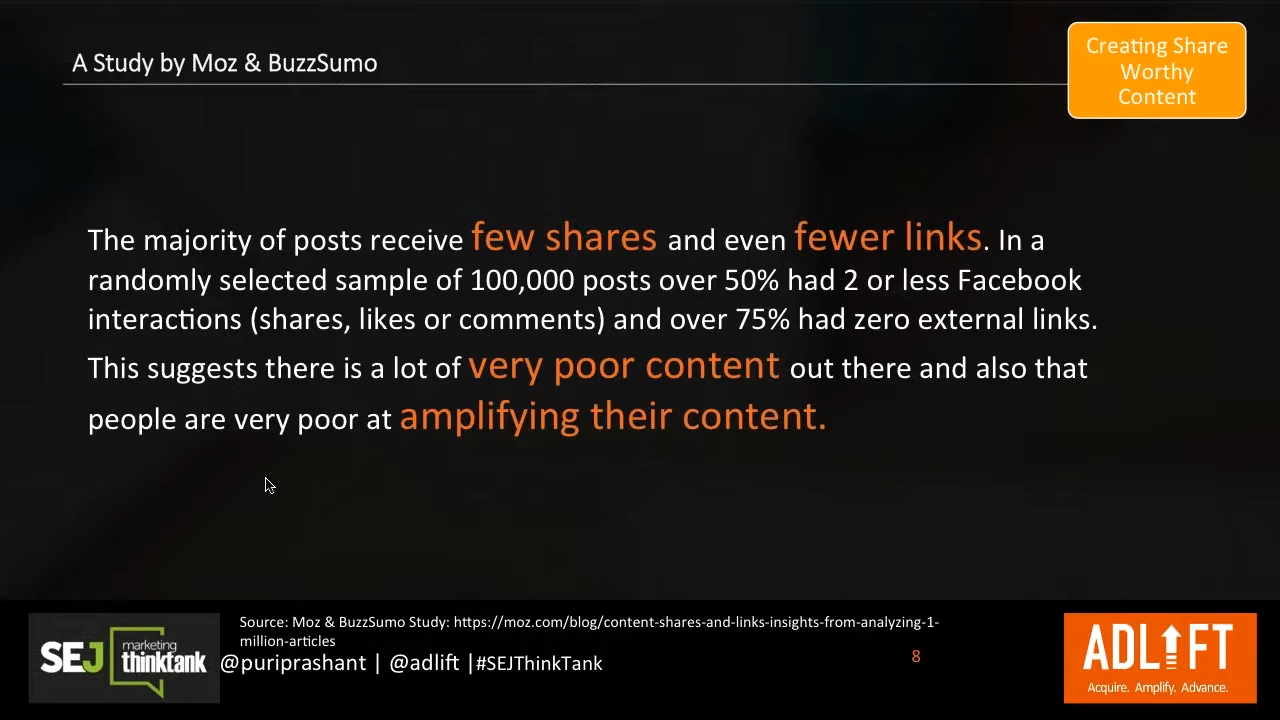 A Study by Moz & BuzzSumo
Creating Share
Worthy
Content
The majority of posts receive few shares and even fewer links. In a
randomly selected sample of 100,000 posts over 50% had 2 or less Facebook
interactions (shares, likes or comments) and over 75% had zero external links.
This suggests there is a lot of very poor content out there and also that
people are very poor at amplifying their content.
Source: Moz & BuzzSumo Study: https://moz.com/blog/content-shares-and-links-insights-from-analyzing-1-
million-articles
SEJ marketing
thinktank
@puriprashant | @adlift |#SEJThinkTank
8
ADLIFT
Acquire. Amplify. Advance.